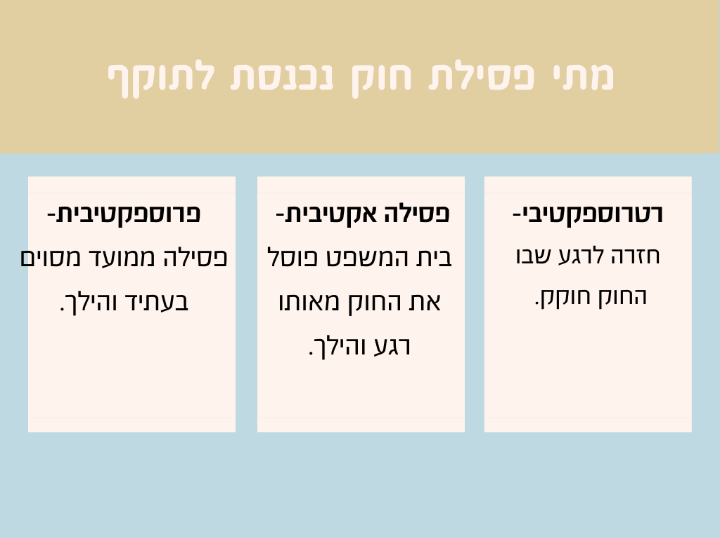 מתי פסילת חוק נכנסת לתוקף
רטרוספקטיבי-
חזרה לרגע שבו
החוק חוקק.
פסילה אקטיבית-
בית המשפט פוסל
את החוק מאותו
רגע והילך.
פרוספקטיבית-
פסילה ממועד מסוים
בעתיד והילך.